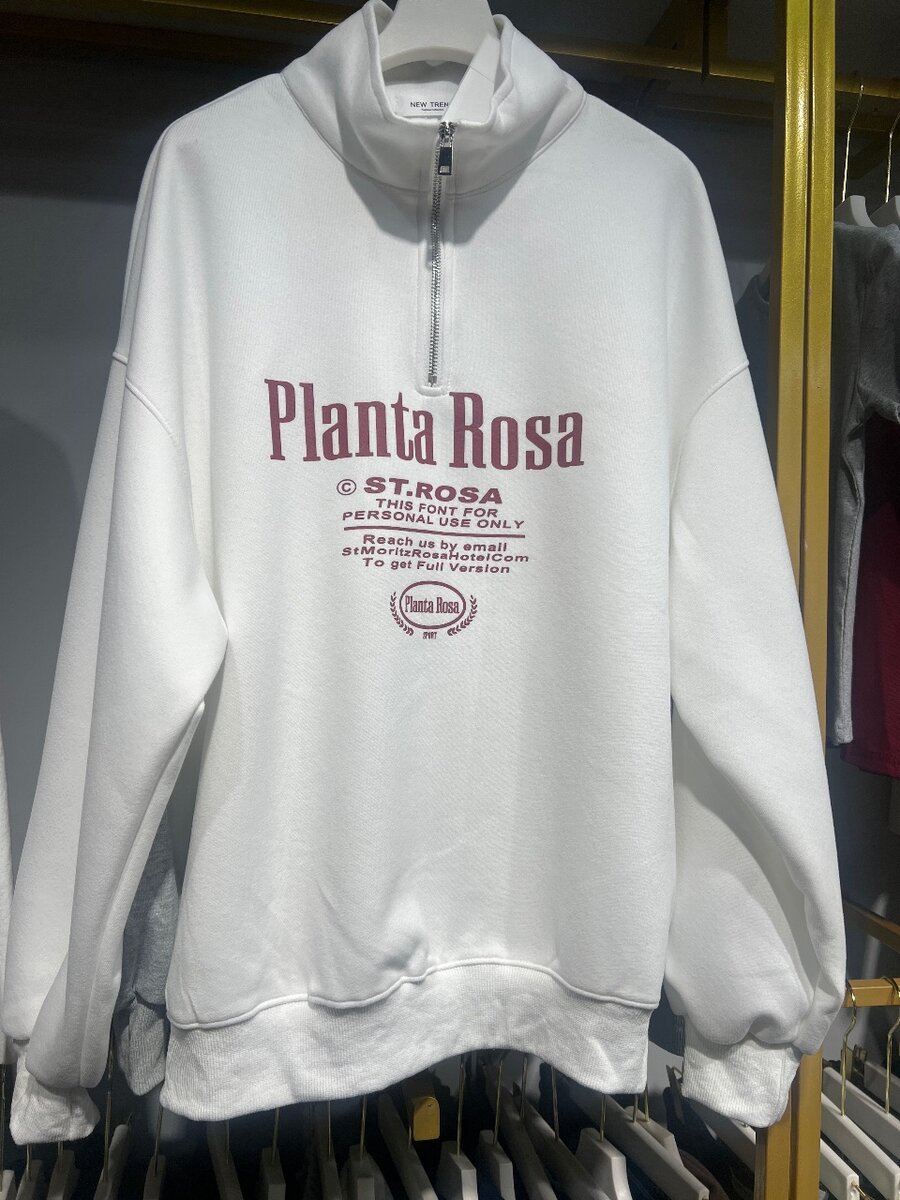 NEW TREN
Planta Rosa
© ST.ROSA
THIS FONT FOR
PERSONAL USE ONLY
Reach us by email
StMoritzRosaHotelCom
To get Full Version
Planta Rosa